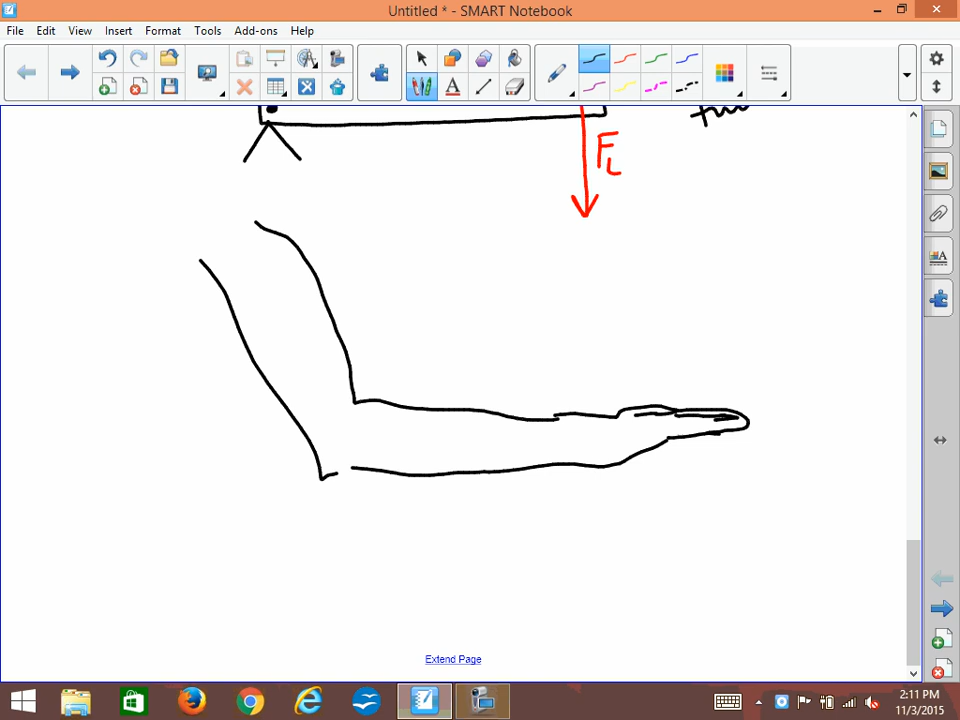 Untitled * - SMART Notebook
File Edit View Insert Format Tools Add-ons Help
FL
Extend Page
2:11 PM
11/3/2015